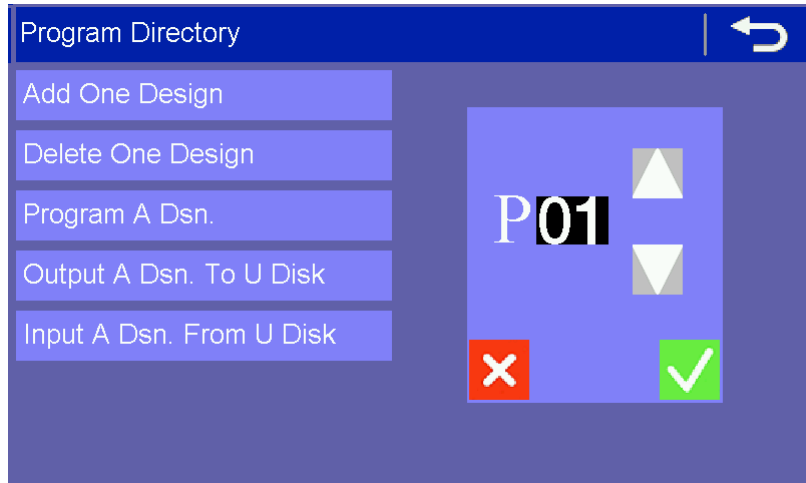 Program Directory
Add One Design
Delete One Design
Program A Dsn.
Output A Dsn. To U Disk
Input A Dsn. From U Disk
P01